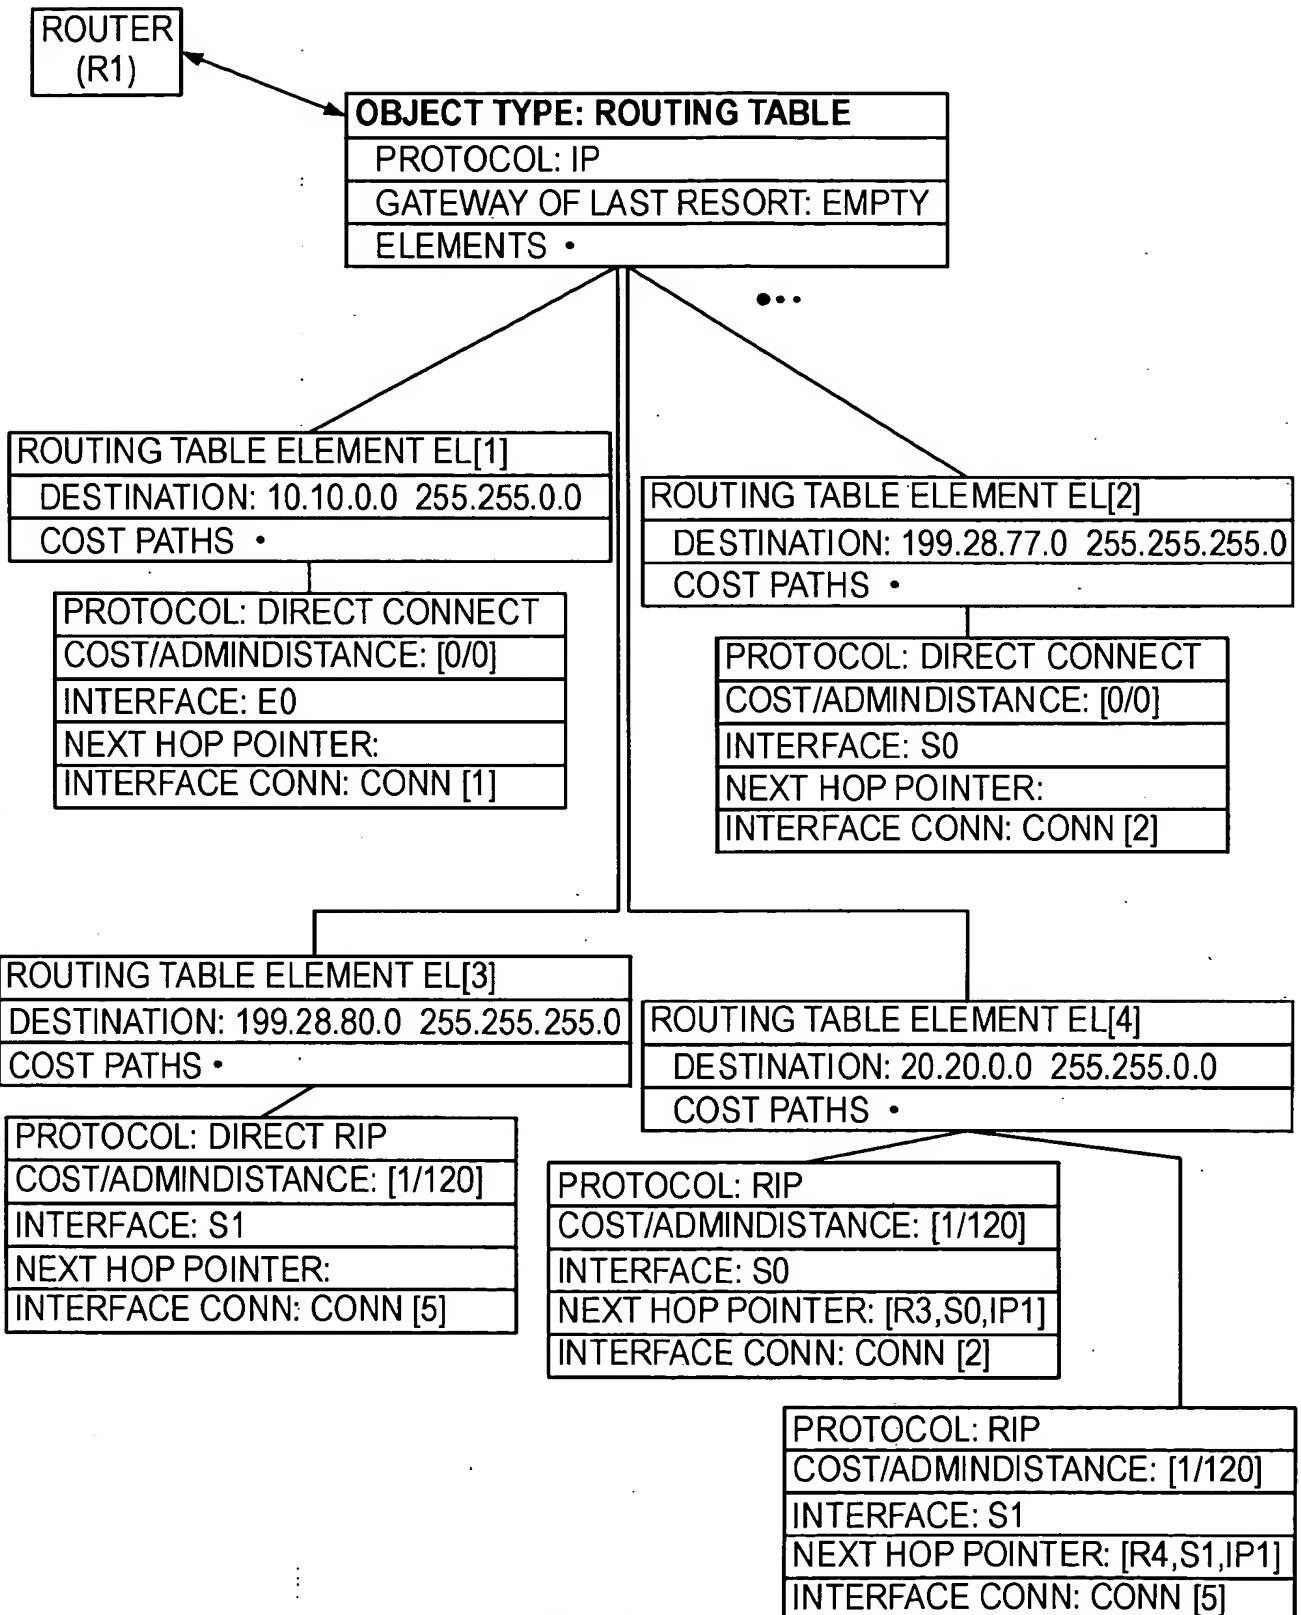 ROUTER
(R1)
OBJECT TYPE: ROUTING TABLE
PROTOCOL: IP
GATEWAY OF LAST RESORT: EMPTY
ELEMENTS •
ROUTING TABLE ELEMENT EL[1]
DESTINATION: 10.10.0.0 255.255.0.0
COST PATHS •
PROTOCOL: DIRECT CONNECT
COST/ADMINDISTANCE: [0/0]
INTERFACE: E0
NEXT HOP POINTER:
INTERFACE CONN: CONN [1]
ROUTING TABLE ELEMENT EL[2]
DESTINATION: 199.28.77.0 255.255.255.0
COST PATHS •
PROTOCOL: DIRECT CONNECT
COST/ADMINDISTANCE: [0/0]
INTERFACE: S0
NEXT HOP POINTER:
INTERFACE CONN: CONN [2]
ROUTING TABLE ELEMENT EL[3]
DESTINATION: 199.28.80.0 255.255.255.0
COST PATHS •
PROTOCOL: DIRECT RIP
COST/ADMINDISTANCE: [1/120]
INTERFACE: S1
NEXT HOP POINTER:
INTERFACE CONN: CONN [5]
ROUTING TABLE ELEMENT EL[4]
DESTINATION: 20.20.0.0 255.255.0.0
COST PATHS •
PROTOCOL: RIP
COST/ADMINDISTANCE: [1/120]
INTERFACE: S0
NEXT HOP POINTER: [R3,S0,IP1]
INTERFACE CONN: CONN [2]
PROTOCOL: RIP
COST/ADMINDISTANCE: [1/120]
INTERFACE: S1
NEXT HOP POINTER: [R4,S1,IP1]
INTERFACE CONN: CONN [5]